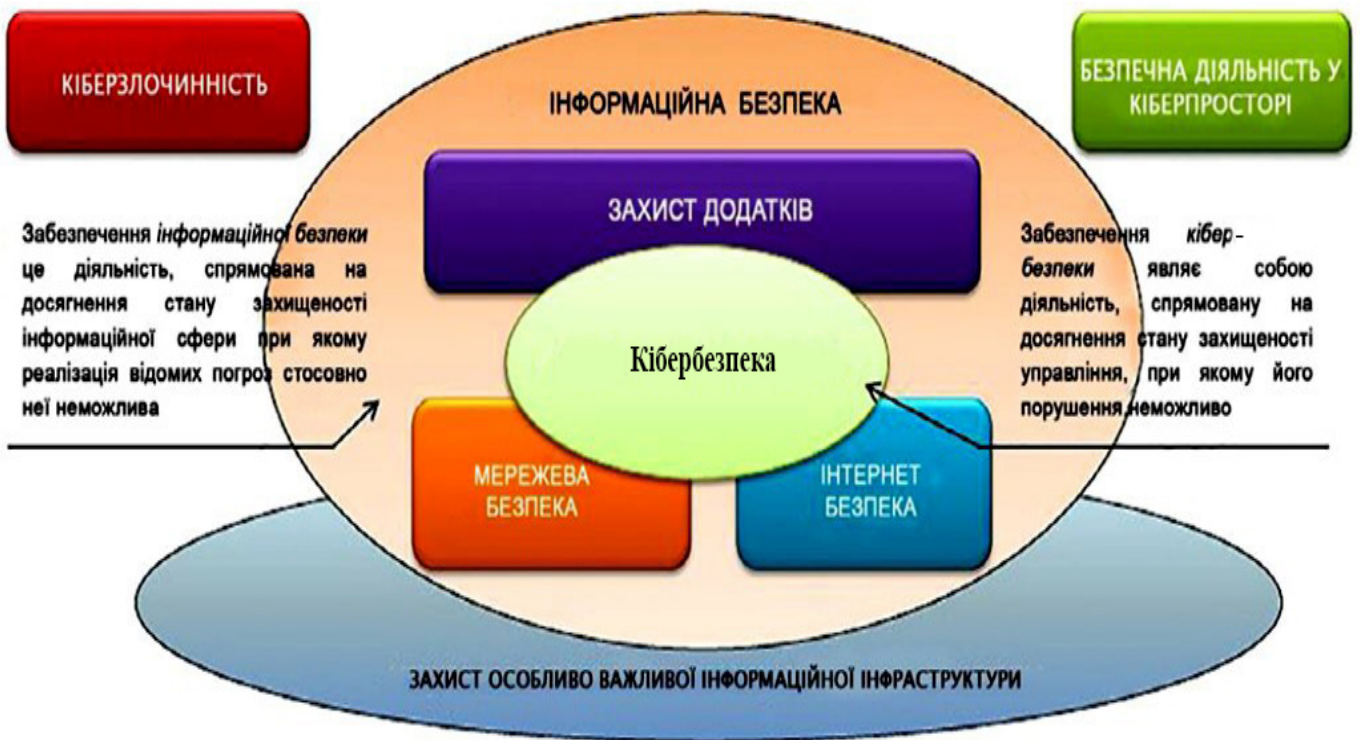 КІБЕРЗЛОЧИННІСТЬ
БЕЗПЕЧНА ДІЯЛЬНІСТЬ У
КІБЕРПРОСТОРІ
ІНФОРМАЦІЙНА БЕЗПЕКА
ЗАХИСТ ДОДАТКІВ
Забезпечення інформаційної безпеки
це діяльність, спрямована на
досягнення стану захищеності
інформаційної сфери при якому
реалізація відомих погроз стосовно
неї неможлива
Забезпечення кібер-
безпеки являє собою
діяльність, спрямовану на
досягнення стану захищеності
управління, при якому його
порушення неможливо
Кібербезпека
МЕРЕЖЕВА
БЕЗПЕКА
ІНТЕРНЕТ
БЕЗПЕКА
ЗАХИСТ ОСОБЛИВО ВАЖЛИВОЇ ІНФОРМАЦІЙНОЇ ІНФРАСТРУКТУРИ